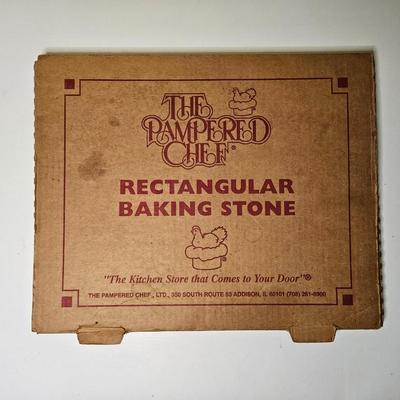 THE
PAMPERED
CHEF®
RECTANGULAR
BAKING STONE
"The Kitchen Store that Comes to Your Door"®
THE PAMPERED CHEF, LTD., 350 SOUTH ROUTE 53 ADDISON, IL 60101 (708) 261-8900